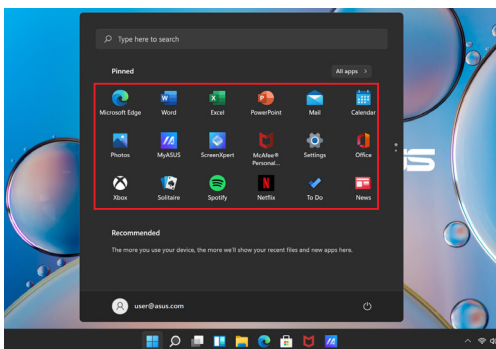 Type here to search
Pinned
All apps >
Microsoft Edge Word Excel PowerPoint Mail Calendar
Photos MyASUS ScreenXpert McAfee® Settings Office
Personal...
Xbox Solitaire Spotify Netflix To Do News
Recommended
The more you use your device, the more we'll show your recent files and new apps here.
user@asus.com